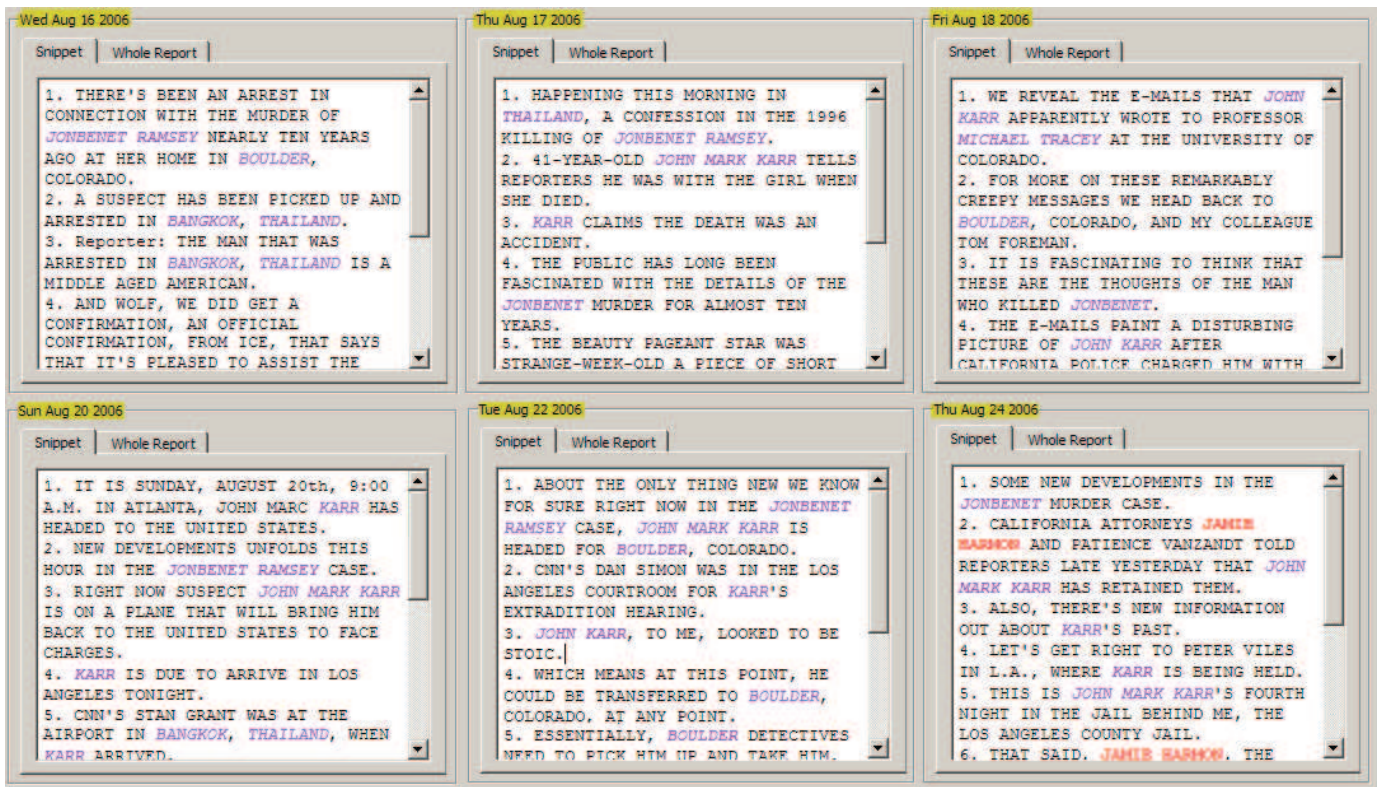 Wed Aug 16 2006
Snippet
Whole Report
1. THERE'S BEEN AN ARREST IN
CONNECTION WITH THE MURDER OF
JONBENET RAMSEY NEARLY TEN YEARS
AGO AT HER HOME IN BOULDER,
COLORADO.
2. A SUSPECT HAS BEEN PICKED UP AND
ARRESTED IN BANGKOK, THAILAND.
3. Reporter: THE MAN THAT WAS
ARRESTED IN BANGKOK, THAILAND IS A
MIDDLE AGED AMERICAN.
4. AND WOLF, WE DID GET A
CONFIRMATION, AN OFFICIAL
CONFIRMATION, FROM ICE, THAT SAYS
THAT IT'S PLEASED TO ASSIST THE
Thu Aug 17 2006
Snippet
Whole Report
1. HAPPENING THIS MORNING IN
THAILAND, A CONFESSION IN THE 1996
KILLING OF JONBENET RAMSEY.
2. 41-YEAR-OLD JOHN MARK KARR TELLS
REPORTERS HE WAS WITH THE GIRL WHEN
SHE DIED.
3. KARR CLAIMS THE DEATH WAS AN
ACCIDENT.
4. THE PUBLIC HAS LONG BEEN
FASCINATED WITH THE DETAILS OF THE
JONBENET MURDER FOR ALMOST TEN
YEARS.
5. THE BEAUTY PAGEANT STAR WAS
STRANGE-WEEK-OLD A PIECE OF SHORT
Fri Aug 18 2006
Snippet
Whole Report
1. WE REVEAL THE E-MAILS THAT JOHN
KARR APPARENTLY WROTE TO PROFESSOR
MICHAEL TRACEY AT THE UNIVERSITY OF
COLORADO.
2. FOR MORE ON THESE REMARKABLY
CREEPY MESSAGES WE HEAD BACK TO
BOULDER, COLORADO, AND MY COLLEAGUE
TOM FOREMAN.
3. IT IS FASCINATING TO THINK THAT
THESE ARE THE THOUGHTS OF THE MAN
WHO KILLED JONBENET.
4. THE E-MAILS PAINT A DISTURBING
PICTURE OF JOHN KARR AFTER
CALIFORNIA POLICE CHARGED HIM WITH
Sun Aug 20 2006
Snippet
Whole Report
1. IT IS SUNDAY, AUGUST 20th, 9:00
A.M. IN ATLANTA, JOHN MARC KARR HAS
HEADED TO THE UNITED STATES.
2. NEW DEVELOPMENTS UNFOLDS THIS
HOUR IN THE JONBENET RAMSEY CASE.
3. RIGHT NOW SUSPECT JOHN MARK KARR
IS ON A PLANE THAT WILL BRING HIM
BACK TO THE UNITED STATES TO FACE
CHARGES.
4. KARR IS DUE TO ARRIVE IN LOS
ANGELES TONIGHT.
5. CNN'S STAN GRANT WAS AT THE
AIRPORT IN BANGKOK, THAILAND, WHEN
KARR ARRIVED.
Tue Aug 22 2006
Snippet
Whole Report
1. ABOUT THE ONLY THING NEW WE KNOW
FOR SURE RIGHT NOW IN THE JONBENET
RAMSEY CASE, JOHN MARK KARR IS
HEADED FOR BOULDER, COLORADO.
2. CNN'S DAN SIMON WAS IN THE LOS
ANGELES COURTROOM FOR KARR'S
EXTRADITION HEARING.
3. JOHN KARR, TO ME, LOOKED TO BE
STOIC.
4. WHICH MEANS AT THIS POINT, HE
COULD BE TRANSFERRED TO BOULDER,
COLORADO, AT ANY POINT.
5. ESSENTIALLY, BOULDER DETECTIVES
NEED TO PICK HIM UP AND TAKE HIM.
Thu Aug 24 2006
Snippet
Whole Report
1. SOME NEW DEVELOPMENTS IN THE
JONBENET MURDER CASE.
2. CALIFORNIA ATTORNEYS JAMIE
HARMON AND PATIENCE VANZANDT TOLD
REPORTERS LATE YESTERDAY THAT JOHN
MARK KARR HAS RETAINED THEM.
3. ALSO, THERE'S NEW INFORMATION
OUT ABOUT KARR'S PAST.
4. LET'S GET RIGHT TO PETER VILES
IN L.A., WHERE KARR IS BEING HELD.
5. THIS IS JOHN MARK KARR'S FOURTH
NIGHT IN THE JAIL BEHIND ME, THE
LOS ANGELES COUNTY JAIL.
6. THAT SAID, JAMIE HARMON, THE